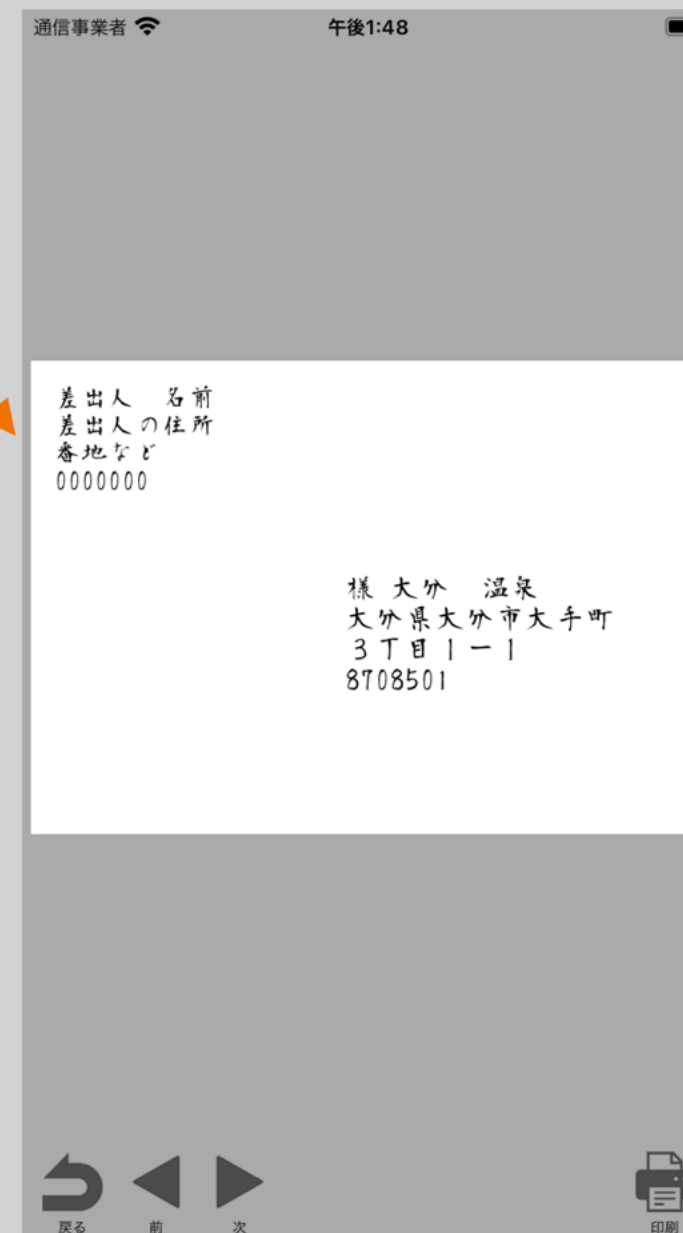 通信事業者
午後1:48
差出人　名前
差出人の住所
番地など
0000000
様 大分　温泉
大分県大分市大手町
３丁目１ー１
8708501
戻る
前
次
印刷